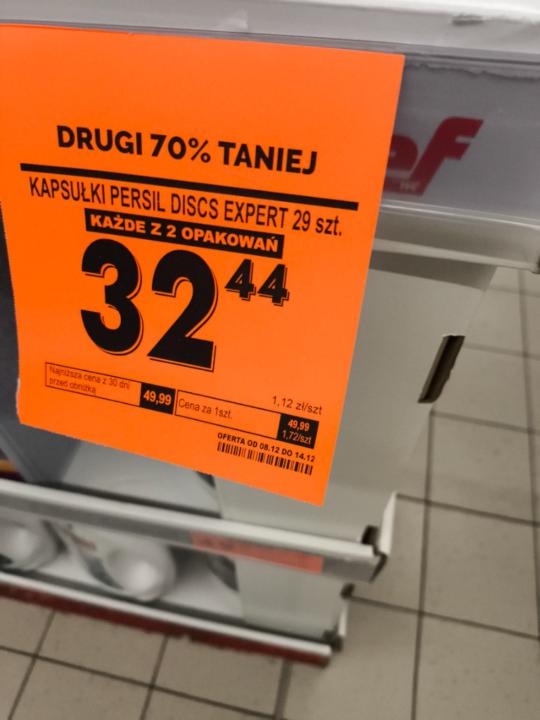 DRUGI 70% TANIEJ
KAPSUŁKI PERSIL DISCS EXPERT 29 szt.
KAŻDE Z 2 OPAKOWAŃ
32 44
1,12 zł/szt
Najniższa cena z 30 dni
przed obniżką
49,99
Cena za 1szt.
49,99
1,72/szt
OFERTA OD 08.12 DO 14.12